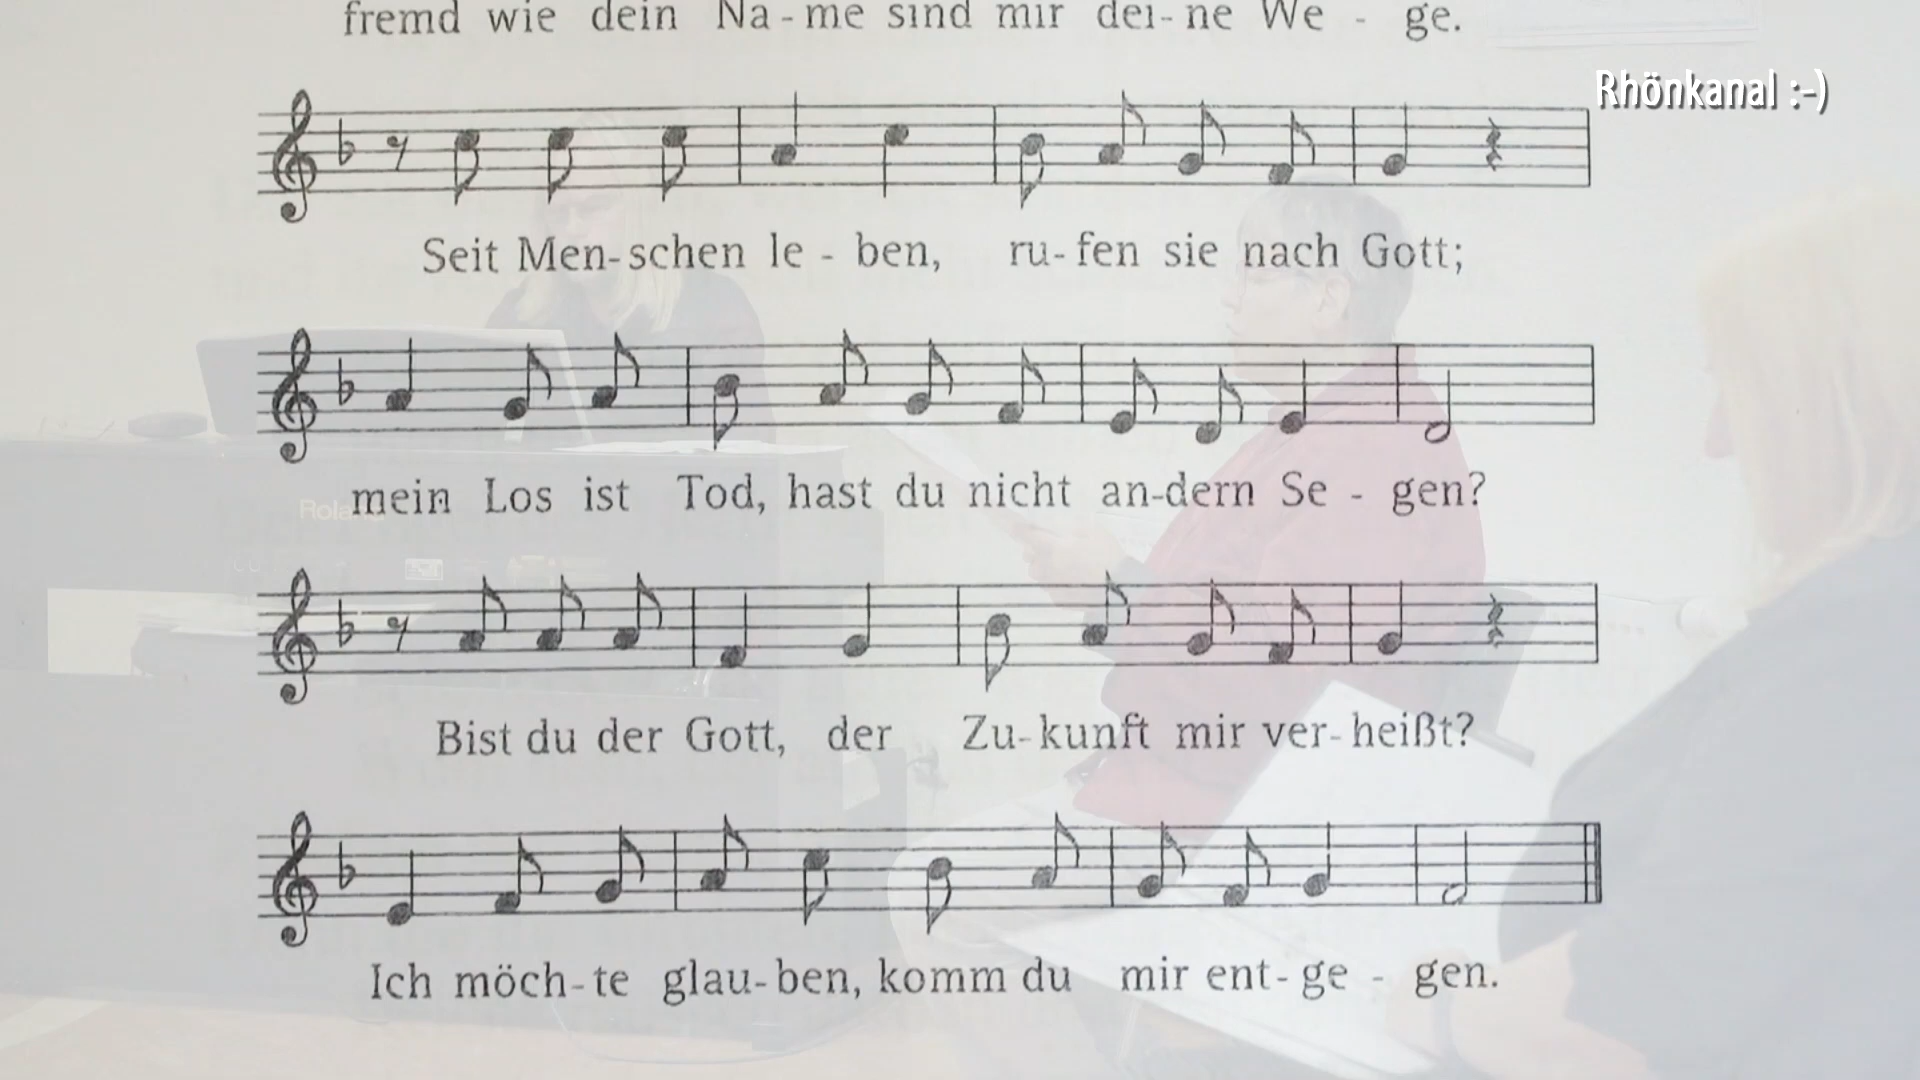 fremd wie dein Na-me sind mir dei-ne We - ge.
Rhönkanal :-)
Seit Men-schen le - ben, ru-fen sie nach Gott;
mein Los ist Tod, hast du nicht an-dern Se - gen?
Roland
Bist du der Gott, der Zu-kunft mir ver-heißt?
Ich möch-te glau-ben, komm du mir ent-ge - gen.